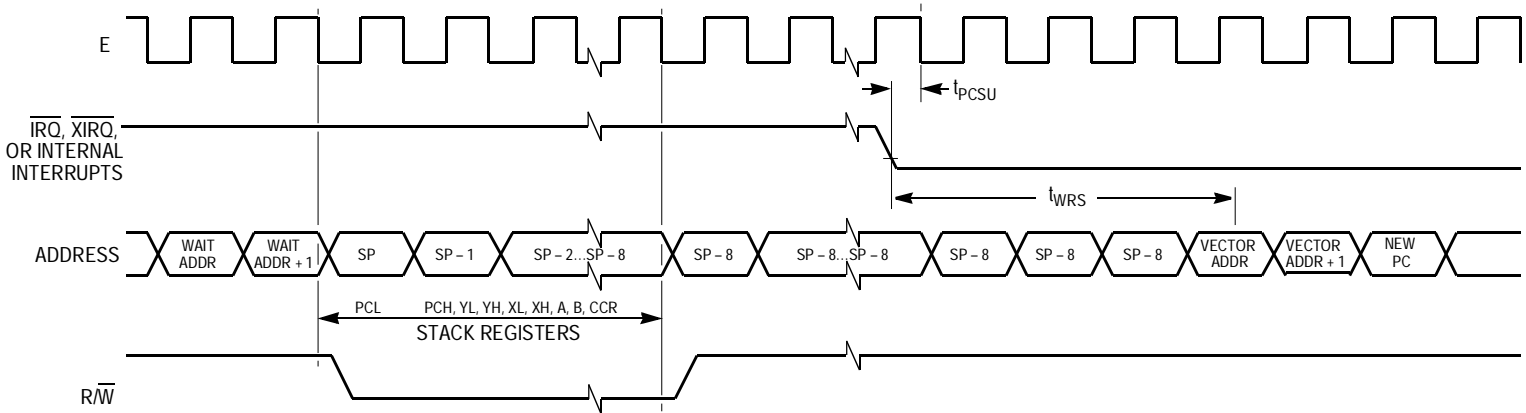 E
tPCSU
IRQ, XIRQ,
OR INTERNAL
INTERRUPTS
tWRS
ADDRESS
WAIT
ADDR
WAIT
ADDR + 1
SP
SP – 1
SP – 2...SP – 8
SP – 8
SP – 8...SP – 8
SP – 8
SP – 8
SP – 8
VECTOR
ADDR
VECTOR
ADDR + 1
NEW
PC
PCL
PCH, YL, YH, XL, XH, A, B, CCR
STACK REGISTERS
R/W